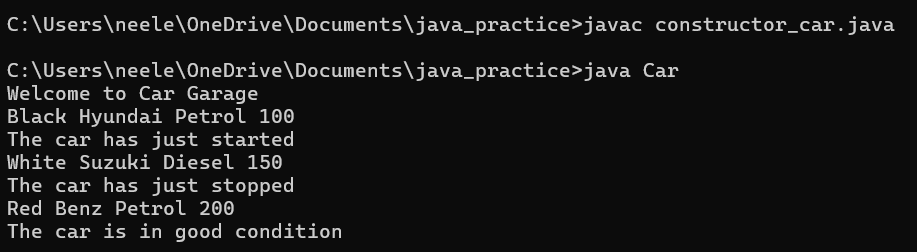 C:\Users\neele\OneDrive\Documents\java_practice>javac constructor_car.java
C:\Users\neele\OneDrive\Documents\java_practice>java Car
Welcome to Car Garage
Black Hyundai Petrol 100
The car has just started
White Suzuki Diesel 150
The car has just stopped
Red Benz Petrol 200
The car is in good condition